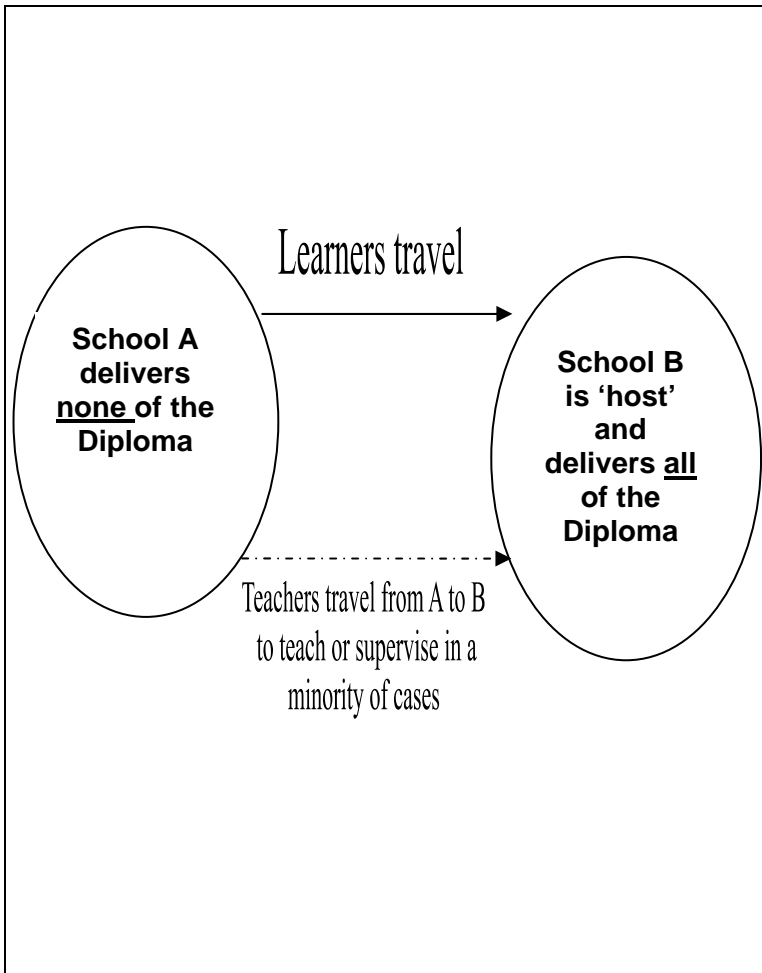 Learners travel
School A
delivers
none of the
Diploma
School B
is ‘host’
and
delivers all
of the
Diploma
Teachers travel from A to B
to teach or supervise in a
minority of cases